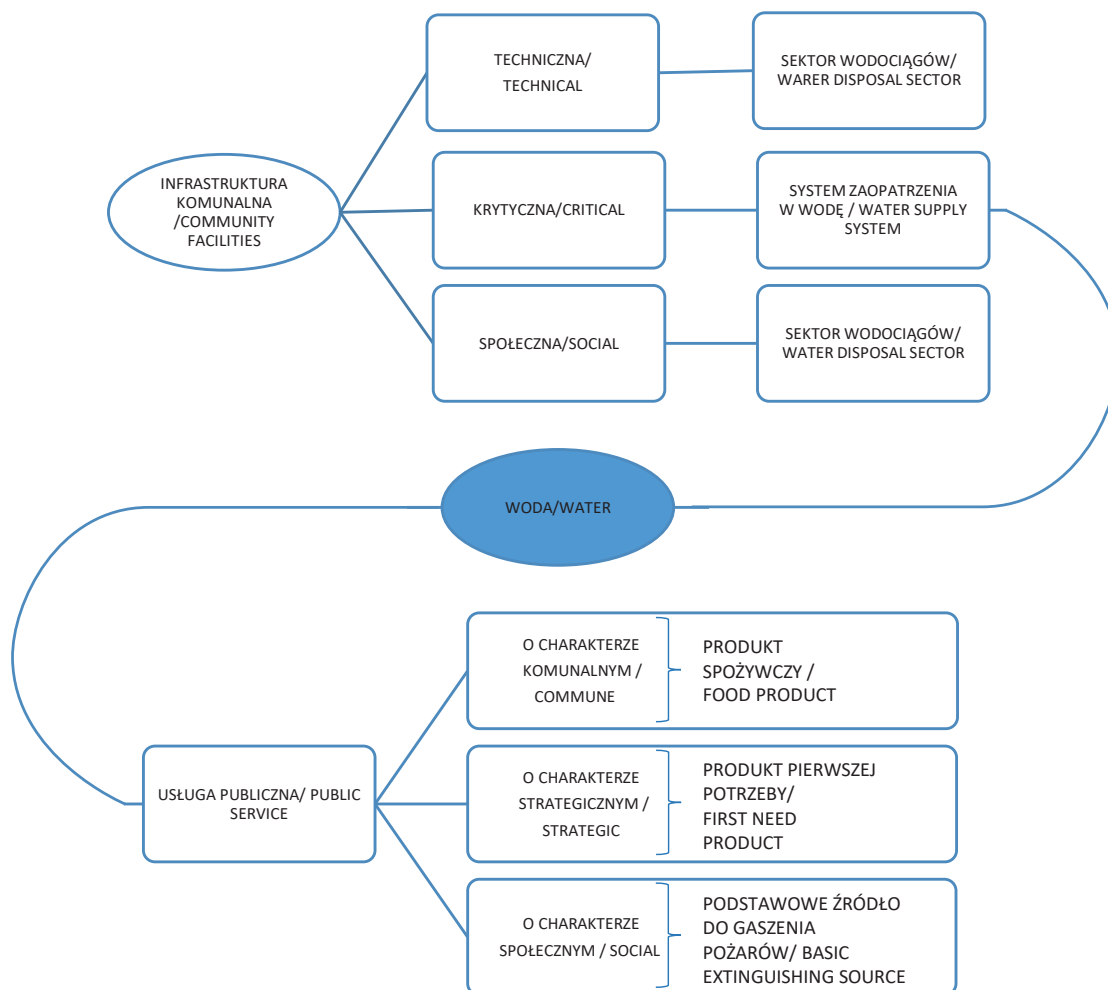 TECHNICZNA/
TECHNICAL
SEKTOR WODOCIĄGÓW/
WARER DISPOSAL SECTOR
INFRASTRUKTURA
KOMUNALNA
/COMMUNITY
FACILITIES
KRYTYCZNA/CRITICAL
SYSTEM ZAOPATRZENIA
W WODĘ / WATER SUPPLY
SYSTEM
SPOŁECZNA/SOCIAL
SEKTOR WODOCIĄGÓW/
WATER DISPOSAL SECTOR
WODA/WATER
USŁUGA PUBLICZNA/ PUBLIC
SERVICE
O CHARAKTERZE
KOMUNALNYM /
COMMUNE
PRODUKT
SPOŻYWCZY /
FOOD PRODUCT
O CHARAKTERZE
STRATEGICZNYM /
STRATEGIC
PRODUKT PIERWSZEJ
POTRZEBY/
FIRST NEED
PRODUCT
O CHARAKTERZE
SPOŁECZNYM / SOCIAL
PODSTAWOWE ŹRÓDŁO
DO GASZENIA
POŻARÓW/ BASIC
EXTINGUISHING SOURCE